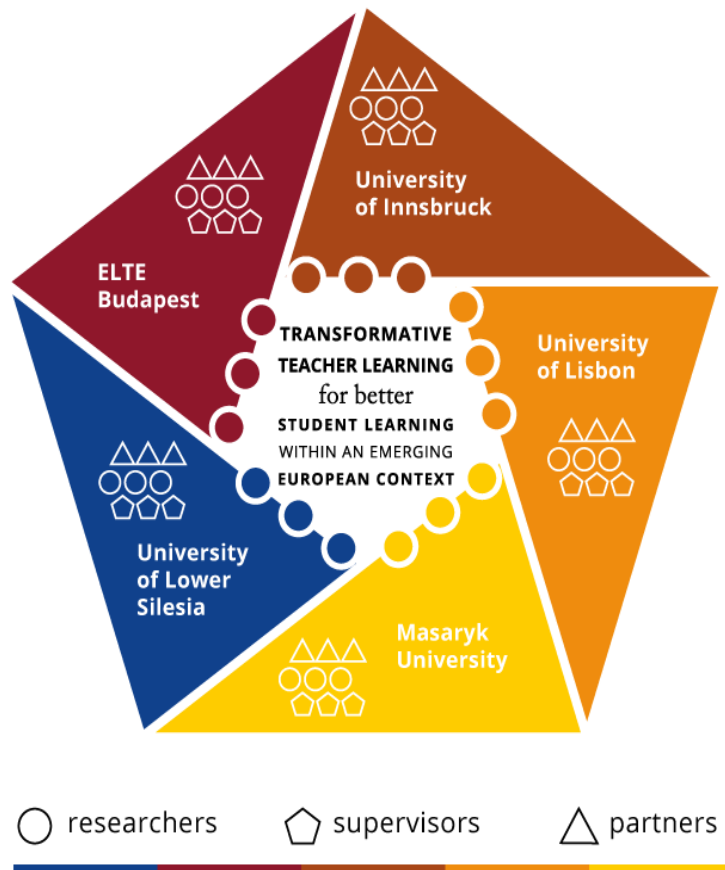 University
of Innsbruck
ELTE
Budapest
University
of Lisbon
TRANSFORMATIVE
TEACHER LEARNING
for better
STUDENT LEARNING
WITHIN AN EMERGING
EUROPEAN CONTEXT
University
of Lower
Silesia
Masaryk
University
researchers
supervisors
partners